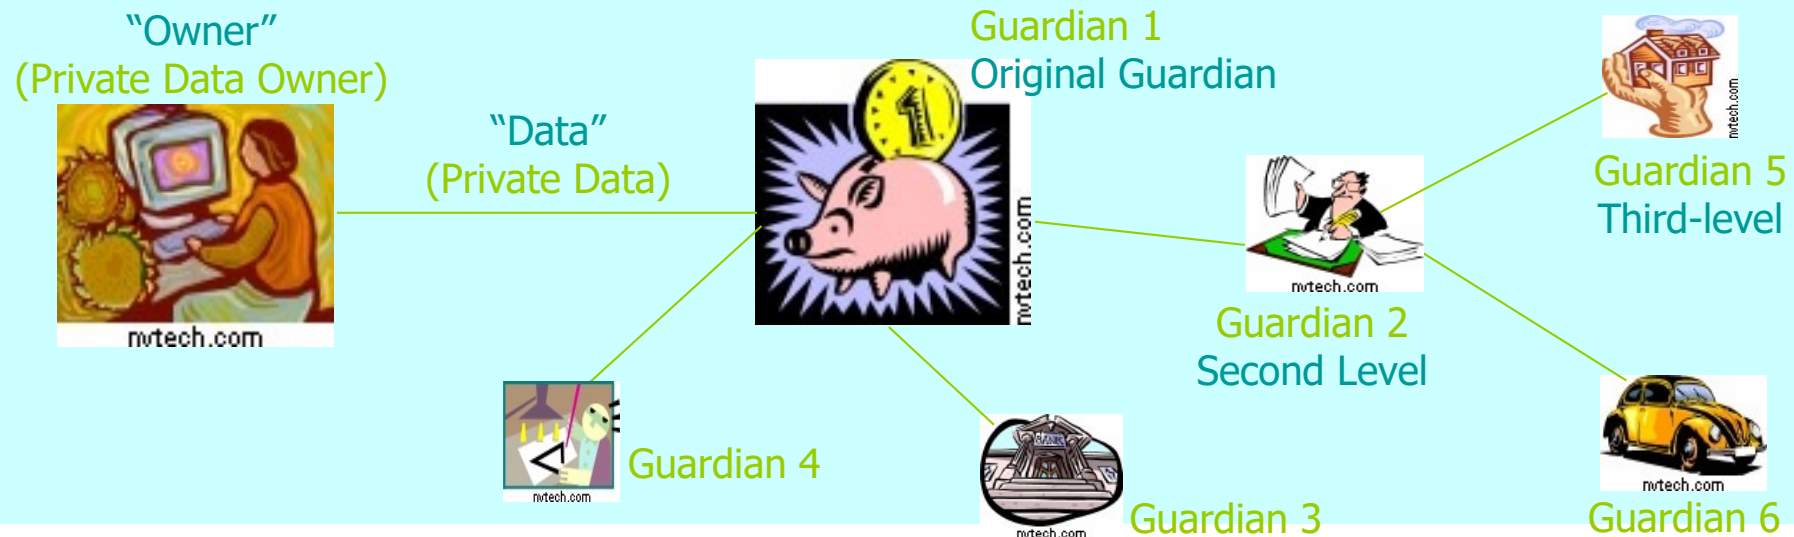 “Owner”
(Private Data Owner)
nvtech.com
“Data”
(Private Data)
Guardian 1
Original Guardian
1
nvtech.com
nvtech.com
Guardian 2
Second Level
nvtech.com
Guardian 5
Third-level
nvtech.com
Guardian 4
BANK
nvtech.com
Guardian 3
nvtech.com
Guardian 6